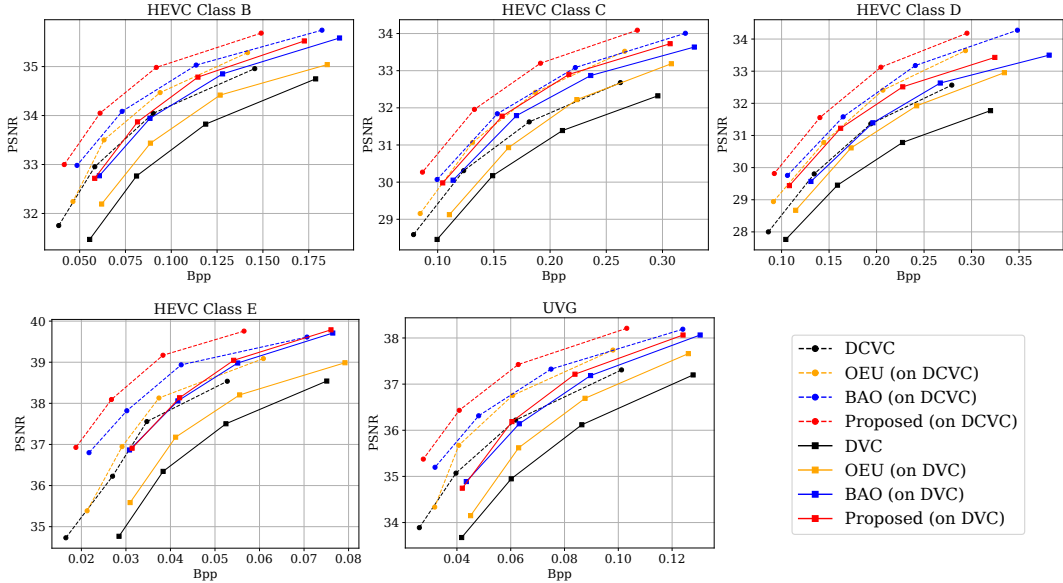 HEVC Class B
PSNR
35
34
33
32
0.050
0.075
0.100
0.125
0.150
0.175
Bpp
HEVC Class C
PSNR
34
33
32
31
30
29
0.10
0.15
0.20
0.25
0.30
Bpp
HEVC Class D
PSNR
34
33
32
31
30
29
28
0.10
0.15
0.20
0.25
0.30
0.35
Bpp
HEVC Class E
PSNR
40
39
38
37
36
35
0.02
0.03
0.04
0.05
0.06
0.07
0.08
Bpp
UVG
PSNR
38
37
36
35
34
0.04
0.06
0.08
0.10
0.12
Bpp
DCVC
OEU (on DCVC)
BAO (on DCVC)
Proposed (on DCVC)
DVC
OEU (on DVC)
BAO (on DVC)
Proposed (on DVC)